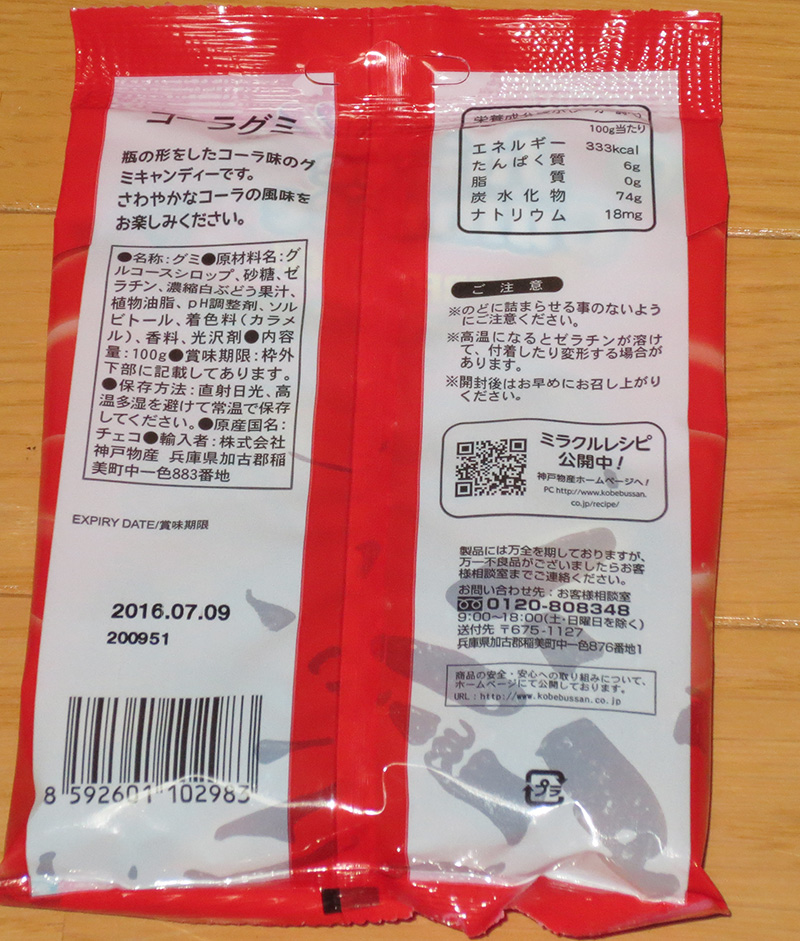 コーラグミ
瓶の形をしたコーラ味のグ
ミキャンディーです。
さわやかなコーラの風味を
お楽しみください。
●名称:グミ●原材料名:グ
ルコースシロップ、砂糖、ゼ
ラチン、濃縮白ぶどう果汁、
植物油脂、pH調整剤、ソル
ビトール、着色料(カラメ
ル)、香料、光沢剤●内容
量:100g●賞味期限:枠外
下部に記載してあります。
●保存方法:直射日光、高
温多湿を避けて常温で保存
してください。●原産国名:
チェコ●輸入者:株式会社
神戸物産 兵庫県加古郡稲
美町中一色883番地
EXPIRY DATE/賞味期限
2016.07.09
200951
8 592601 102983
100g当たり
エネルギー 333kcal
たんぱく質 6g
脂質 0g
炭水化物 74g
ナトリウム 18mg
ご注意
※のどに詰まらせる事のないよう
にご注意ください。
※高温になるとゼラチンが溶け
て、付着したり変形する場合が
あります。
※開封後はお早めにお召し上がり
ください。
ミラクルレシピ
公開中!
神戸物産ホームページへ!
PC http://www.kobebussan.
co.jp/recipe/
製品には万全を期しておりますが、
万一不良品がございましたらお客
様相談室までご連絡ください。
お問い合わせ先:お客様相談室
0120-808348
9:00~18:00(土・日曜日を除く)
送付先 〒675-1127
兵庫県加古郡稲美町中一色876番地1
商品の安全・安心への取り組みについて、
ホームページにて公開しております。
URL:http://www.kobebussan.co.jp
プラ